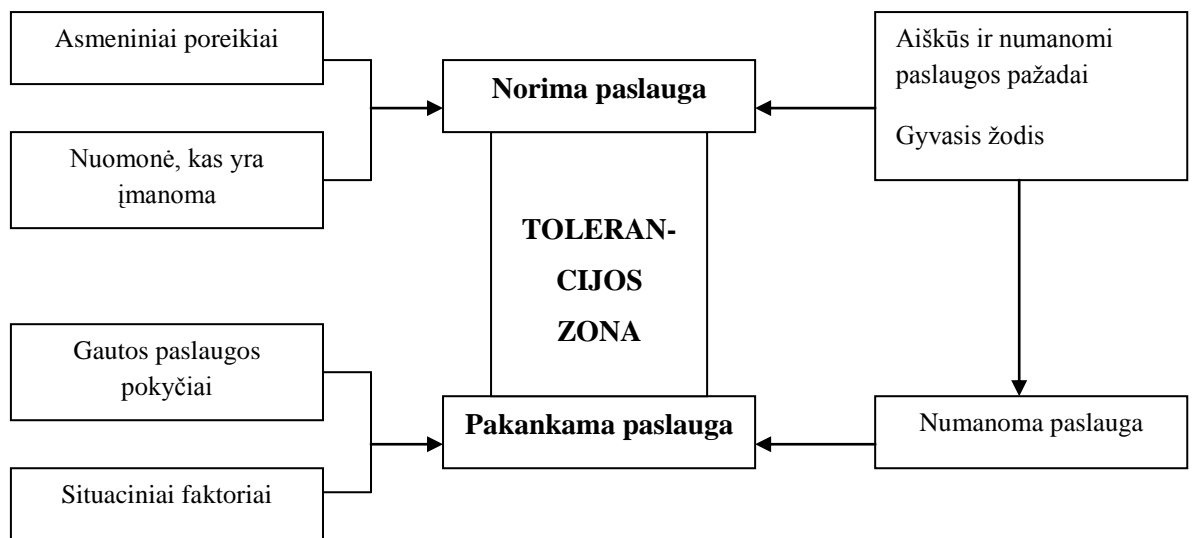 Asmeniniai poreikiai
Nuomonė, kas yra
įmanoma
Norima paslauga
Aiškūs ir numanomi
paslaugos pažadai
Gyvasis žodis
TOLERAN-
CIJOS
ZONA
Gautos paslaugos
pokyčiai
Situaciniai faktoriai
Pakankama paslauga
Numanoma paslauga